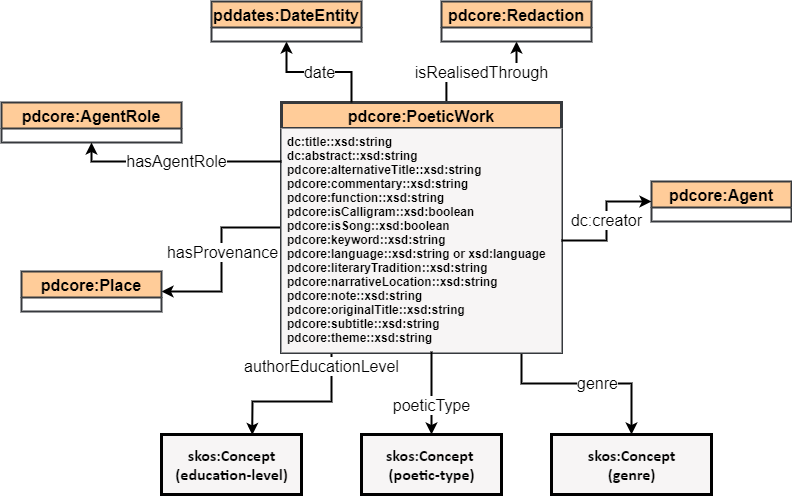 pddates:DateEntity
pdcore:Redaction
date
isRealisedThrough
pdcore:AgentRole
pdcore:PoeticWork
dc:title::xsd:string
dc:abstract::xsd:string
pdcore:alternativeTitle::xsd:string
pdcore:commentary::xsd:string
pdcore:function::xsd:string
pdcore:isCalligram::xsd:boolean
pdcore:isSong::xsd:boolean
pdcore:keyword::xsd:string
pdcore:language::xsd:string or xsd:language
pdcore:literaryTradition::xsd:string
pdcore:narrativeLocation::xsd:string
pdcore:note::xsd:string
pdcore:originalTitle::xsd:string
pdcore:subtitle::xsd:string
pdcore:theme::xsd:string
hasAgentRole
pdcore:Agent
dc:creator
hasProvenance
pdcore:Place
authorEducationLevel
genre
poeticType
skos:Concept
(education-level)
skos:Concept
(poetic-type)
skos:Concept
(genre)